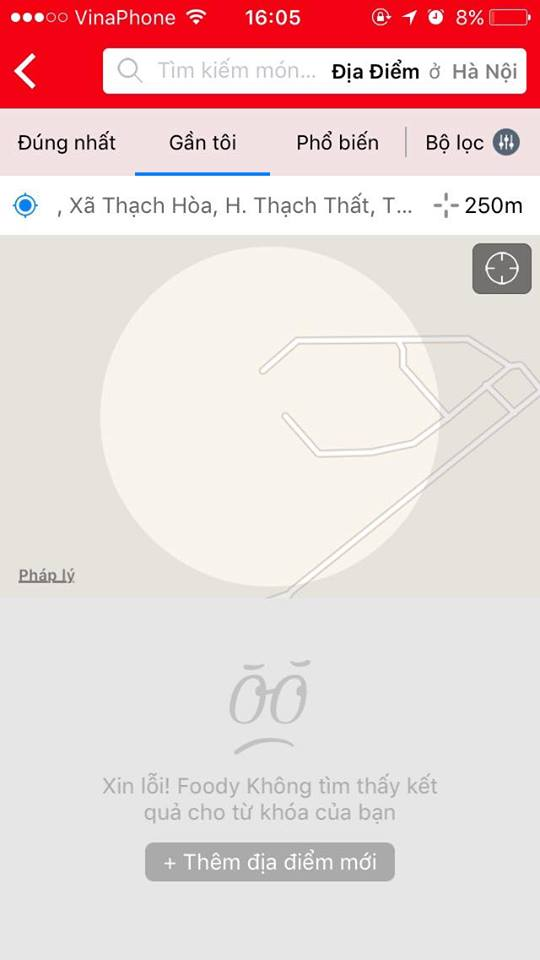 VinaPhone 16:05 8%
Tìm kiếm món... Địa Điểm ở Hà Nội
Đúng nhất Gần tôi Phổ biến Bộ lọc
, Xã Thạch Hòa, H. Thạch Thất, T... 250m
Pháp lý
Xin lỗi! Foody Không tìm thấy kết
quả cho từ khóa của bạn
+ Thêm địa điểm mới